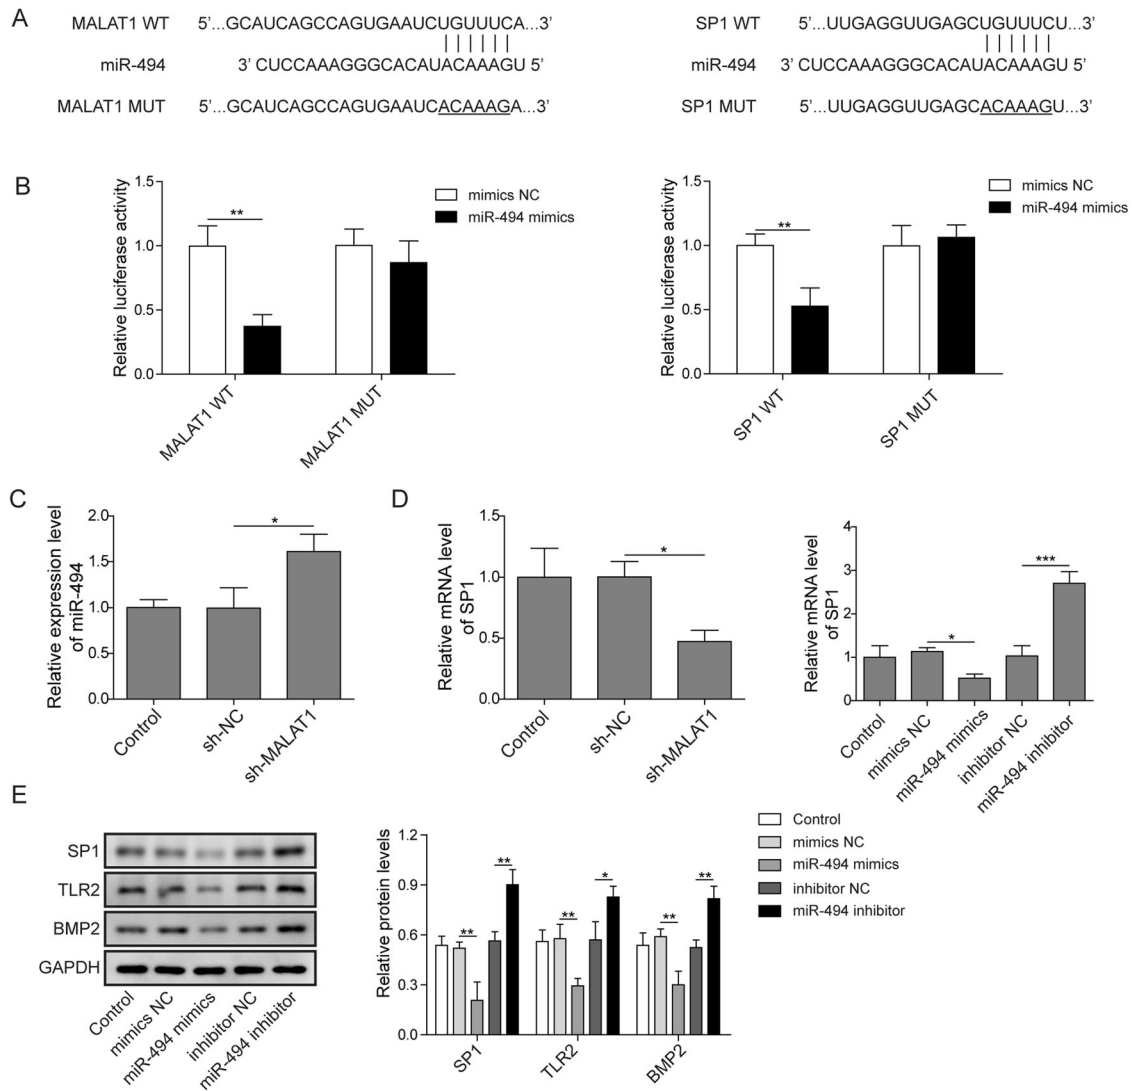 A
MALAT1 WT 5’...GCAUCAGCCAGUGAAUCUGUUUCA...3’
miR-494 3’ CUCCAAAGGGCACAUACAAAGU 5’
MALAT1 MUT 5’...GCAUCAGCCAGUGAAUCACAAAGA...3’
SP1 WT 5’...UUGAGGUUGAGCUGUUUCU...3’
miR-494 3’ CUCCAAAGGGCACAUACAAAGU 5’
SP1 MUT 5’...UUGAGGUUGAGCACAAAGU...3’
B
Relative luciferase activity
1.5
1.0
0.5
0.0
**
mimics NC
miR-494 mimics
MALAT1 WT
MALAT1 MUT
Relative luciferase activity
1.5
1.0
0.5
0.0
**
mimics NC
miR-494 mimics
SP1 WT
SP1 MUT
C
Relative expression level
of miR-494
2.0
1.5
1.0
0.5
0.0
*
Control
sh-NC
sh-MALAT1
D
Relative mRNA level
of SP1
1.5
1.0
0.5
0.0
*
Control
sh-NC
sh-MALAT1
Relative mRNA level
of SP1
4
3
2
1
0
*
***
Control
mimics NC
miR-494 mimics
inhibitor NC
miR-494 inhibitor
E
SP1
TLR2
BMP2
GAPDH
Control
mimics NC
miR-494 mimics
inhibitor NC
miR-494 inhibitor
Relative protein levels
1.2
0.9
0.6
0.3
0.0
**
**
**
*
**
**
SP1
TLR2
BMP2
Control
mimics NC
miR-494 mimics
inhibitor NC
miR-494 inhibitor